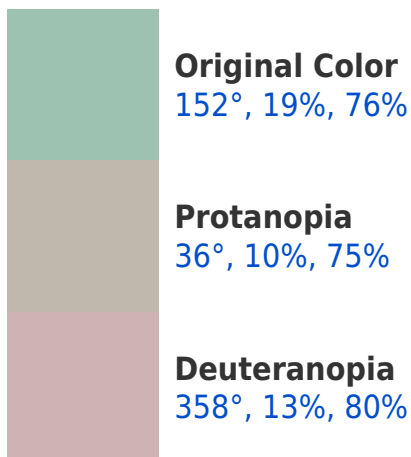 Original Color
152°, 19%, 76%
Protanopia
36°, 10%, 75%
Deuteranopia
358°, 13%, 80%